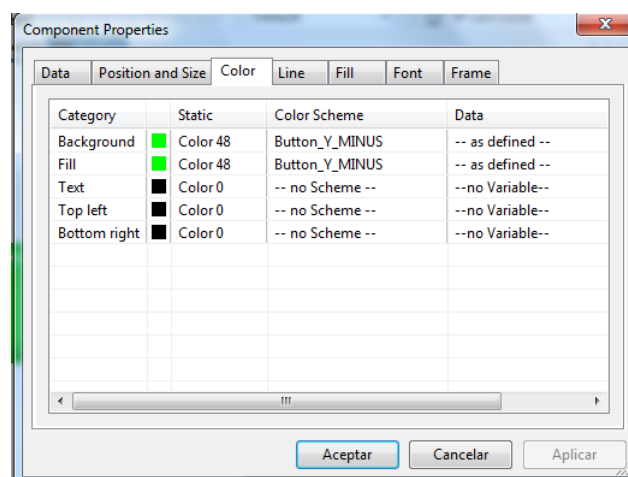 Component Properties
Data Position and Size Color Line Fill Font Frame
Category Static Color Scheme Data
Background Color 48 Button_Y_MINUS -- as defined --
Fill Color 48 Button_Y_MINUS -- as defined --
Text Color 0 -- no Scheme -- --no Variable--
Top left Color 0 -- no Scheme -- --no Variable--
Bottom right Color 0 -- no Scheme -- --no Variable--
Aceptar Cancelar Aplicar